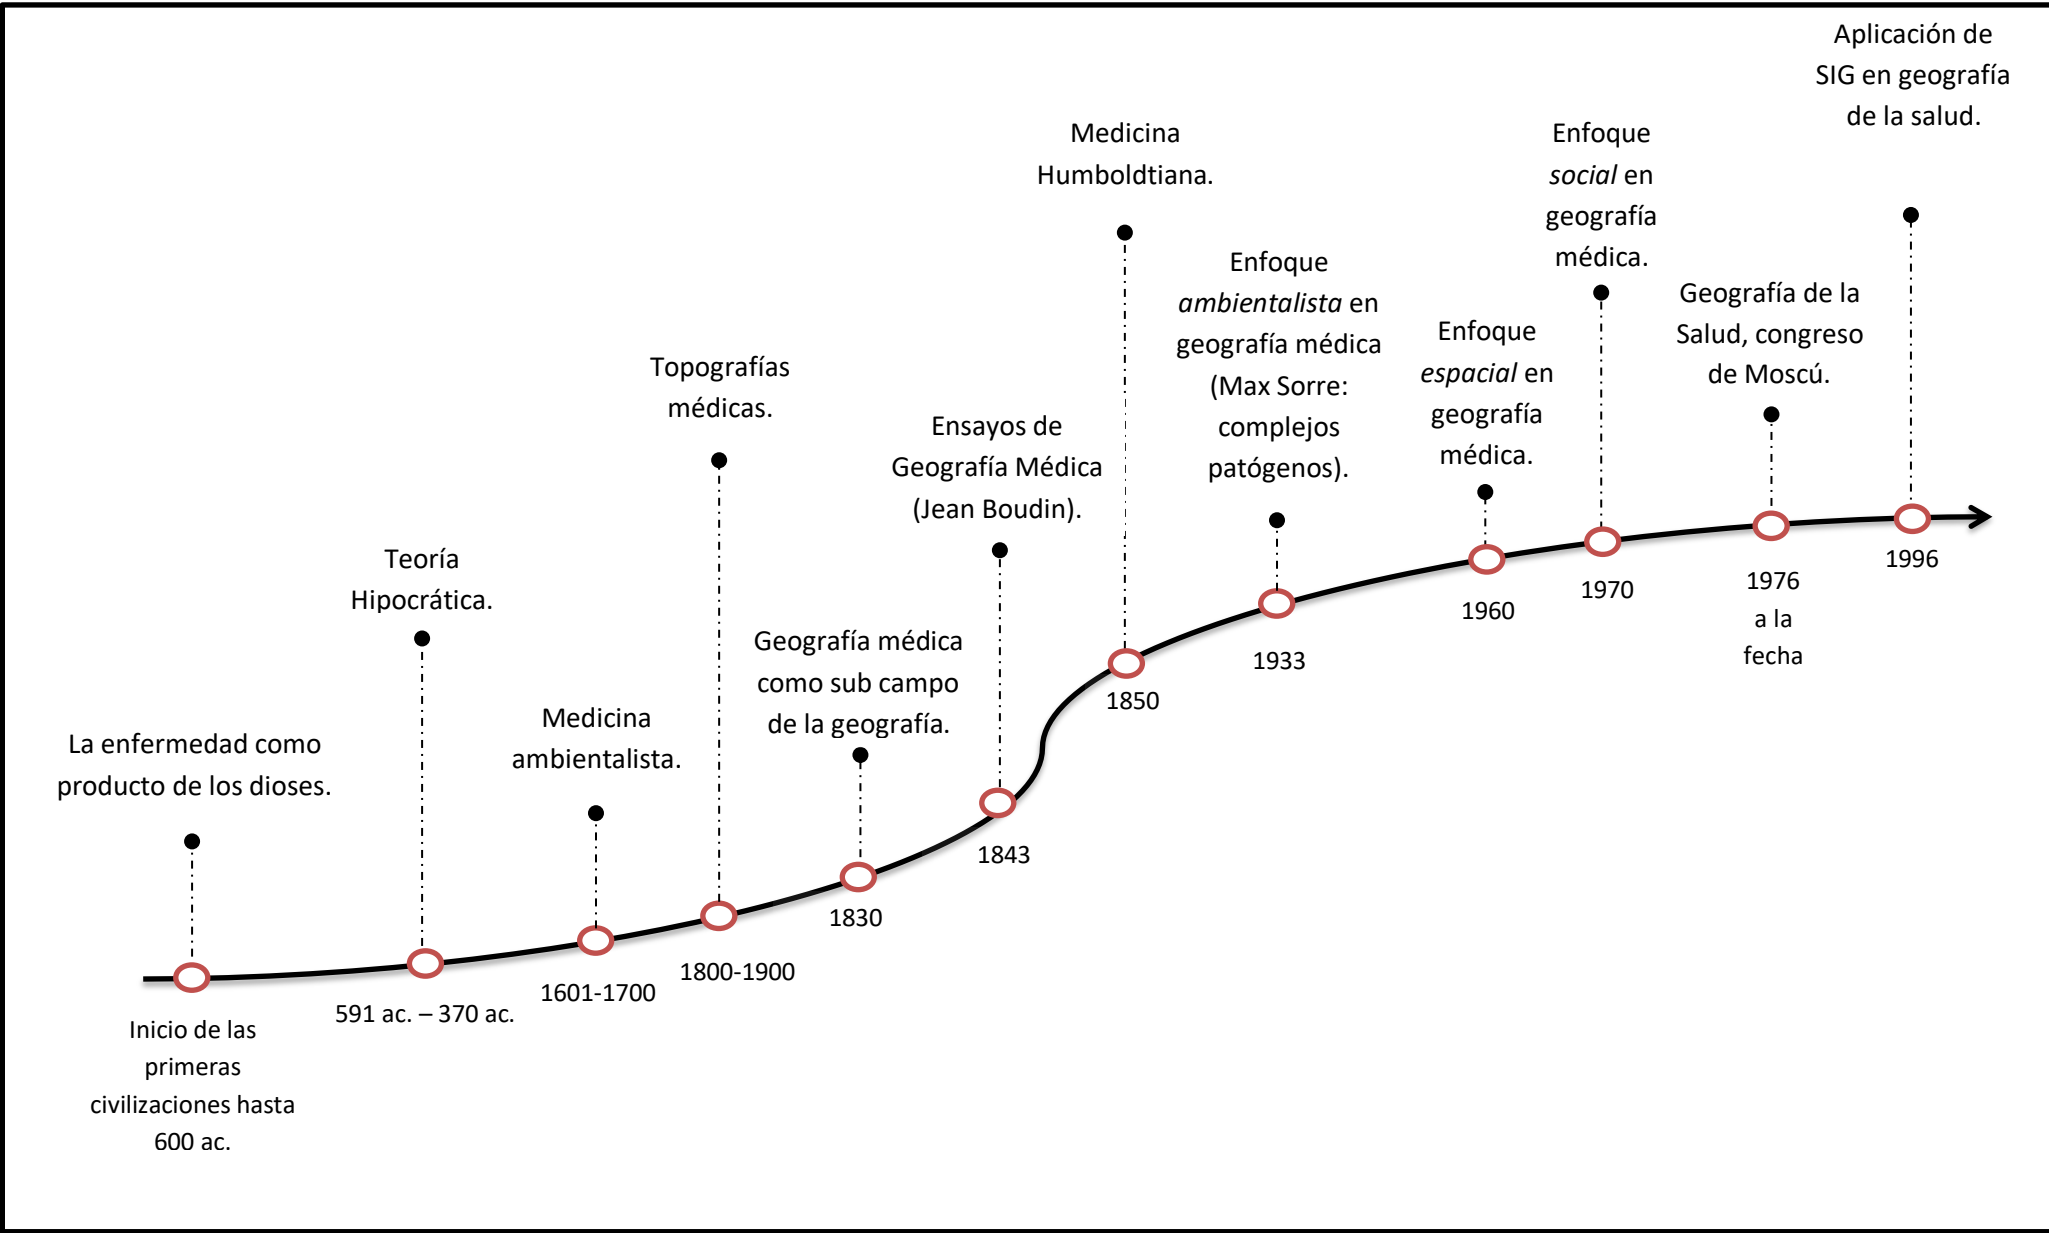 La enfermedad como
producto de los dioses.
Inicio de las
primeras
civilizaciones hasta
600 ac.
Teoría
Hipocrática.
591 ac. – 370 ac.
Medicina
ambientalista.
1601-1700
Topografías
médicas.
1800-1900
Geografía médica
como sub campo
de la geografía.
1830
Ensayos de
Geografía Médica
(Jean Boudin).
1843
Medicina
Humboldtiana.
1850
Enfoque
ambientalista en
geografía médica
(Max Sorre:
complejos
patógenos).
1933
Enfoque
espacial en
geografía
médica.
1960
Enfoque
social en
geografía
médica.
1970
Geografía de la
Salud, congreso
de Moscú.
1976
a la
fecha
Aplicación de
SIG en geografía
de la salud.
1996